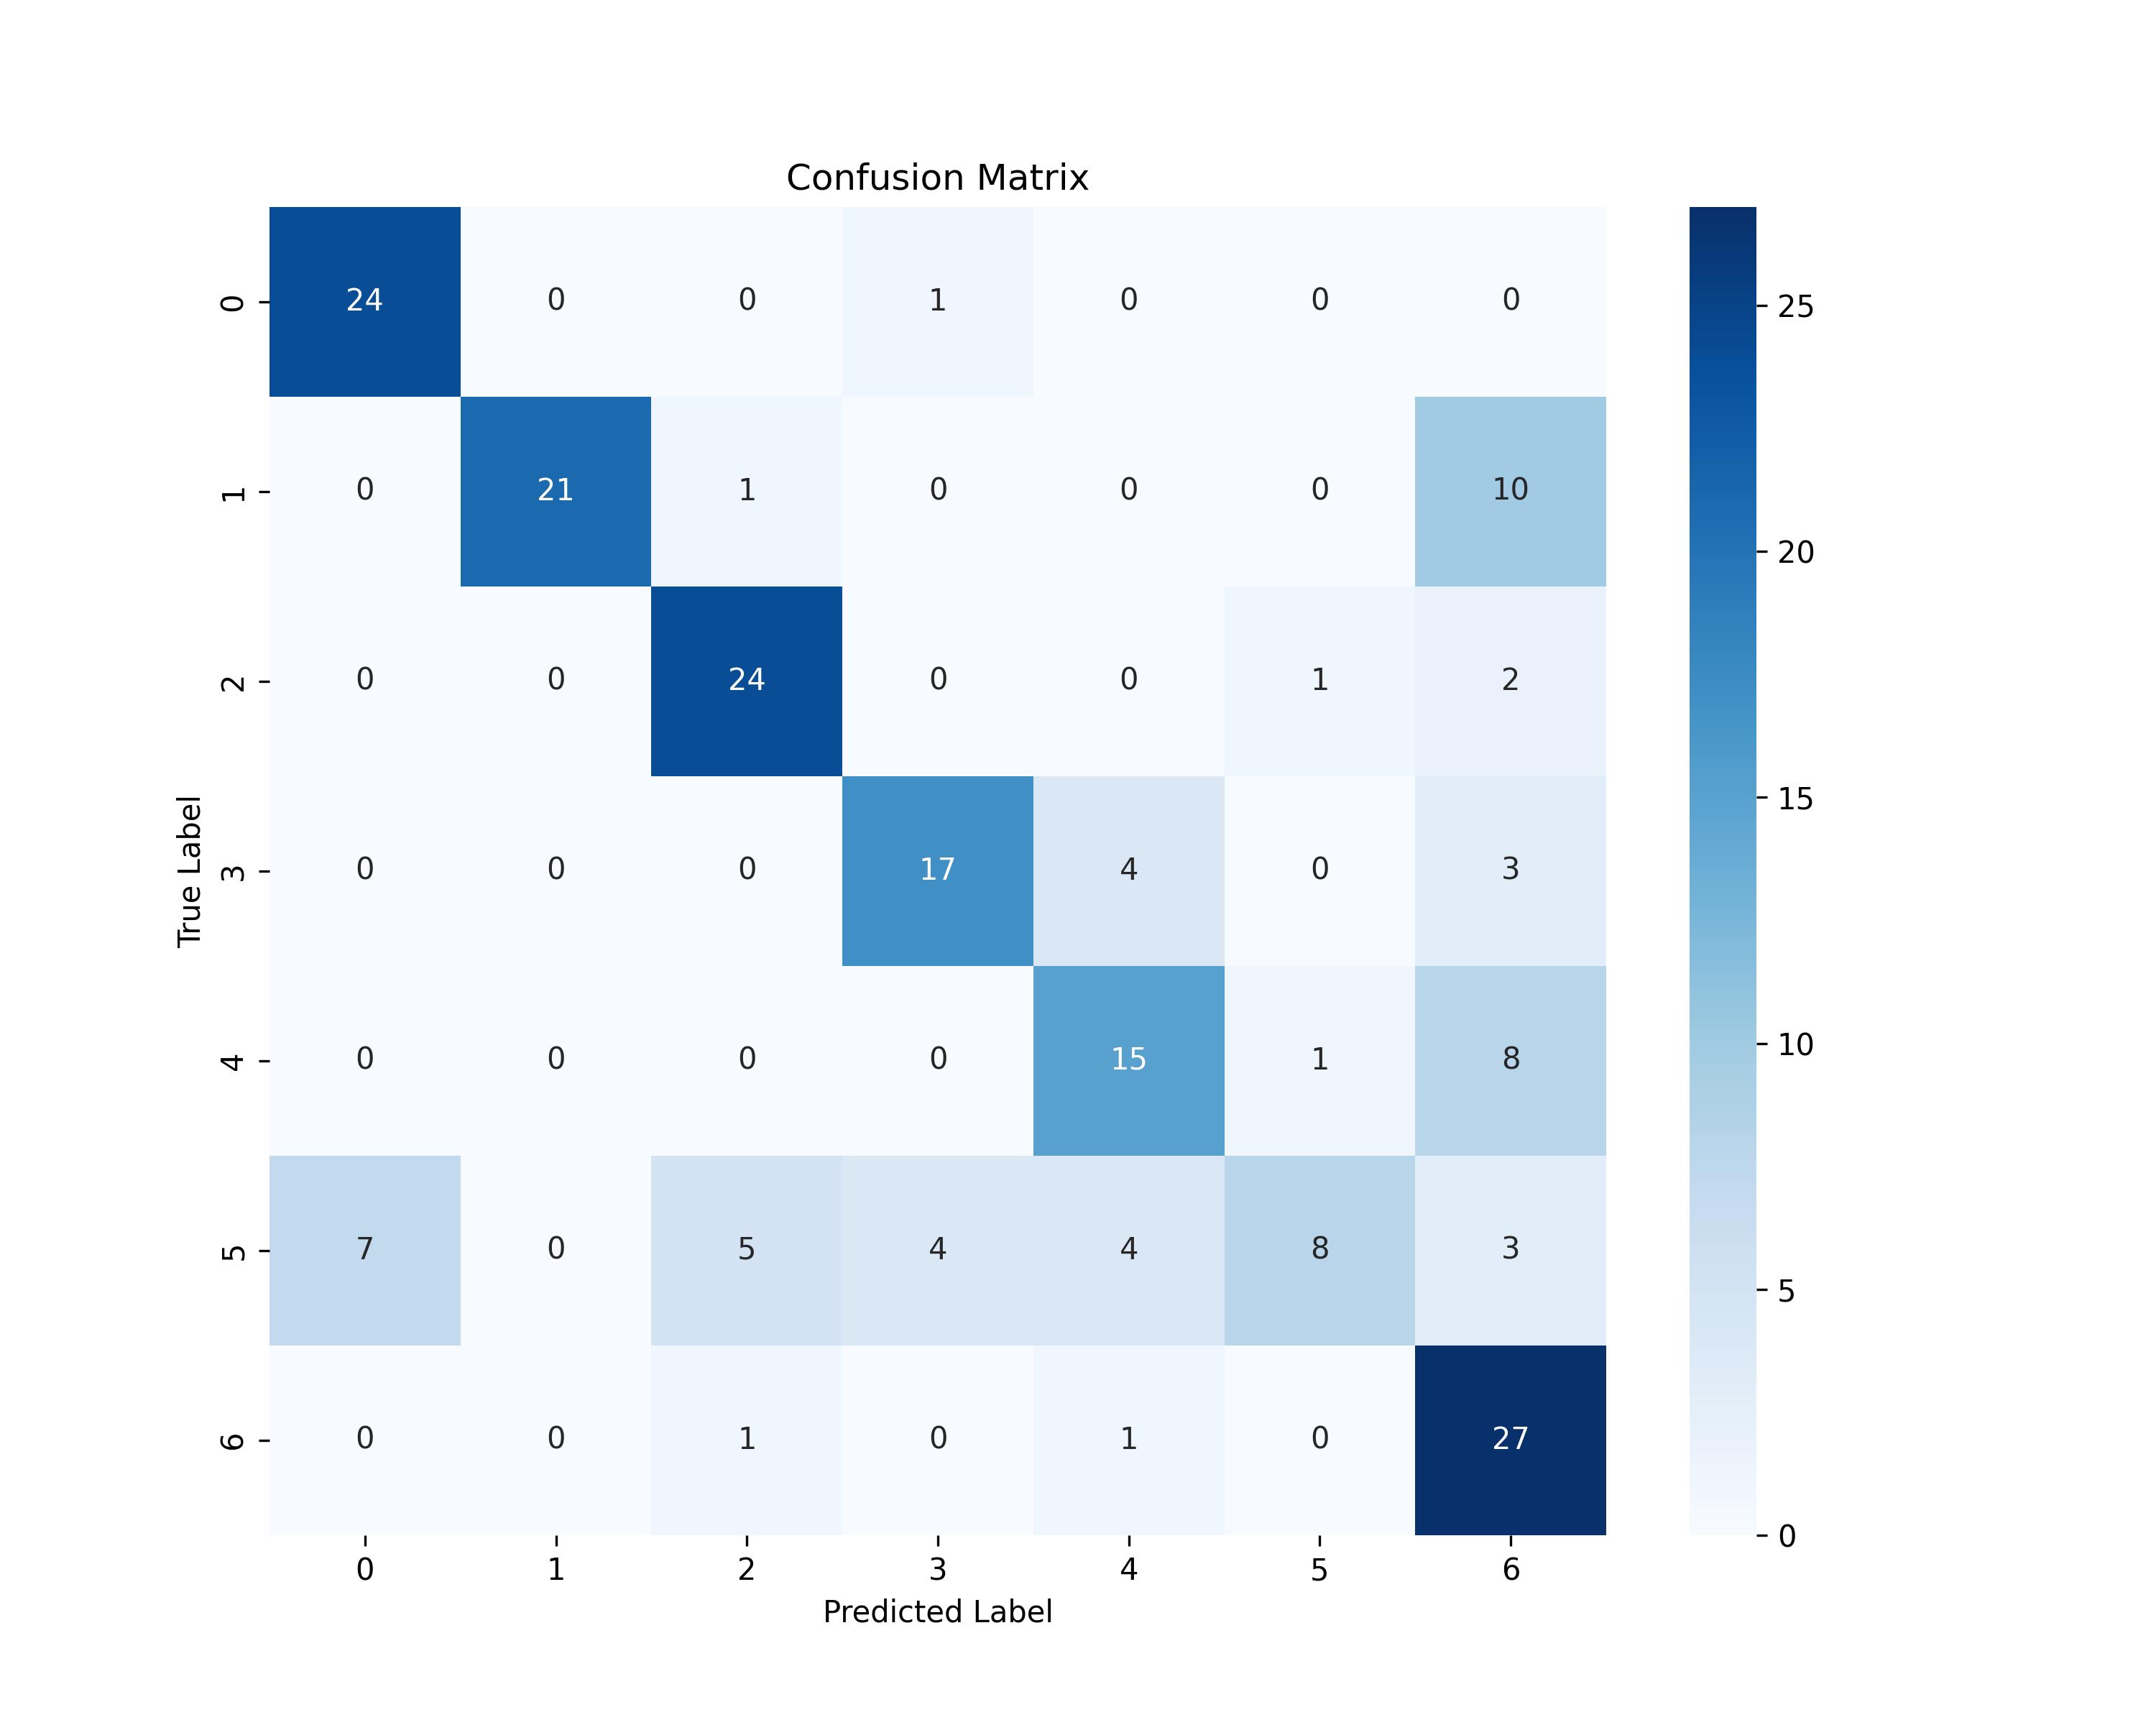 Confusion Matrix
0 24 0 0 1 0 0 0
1 0 21 1 0 0 0 10
2 0 0 24 0 0 1 2
3 0 0 0 17 4 0 3
4 0 0 0 0 15 1 8
5 7 0 5 4 4 8 3
6 0 0 1 0 1 0 27
0 1 2 3 4 5 6
Predicted Label
True Label
25
20
15
10
5
0